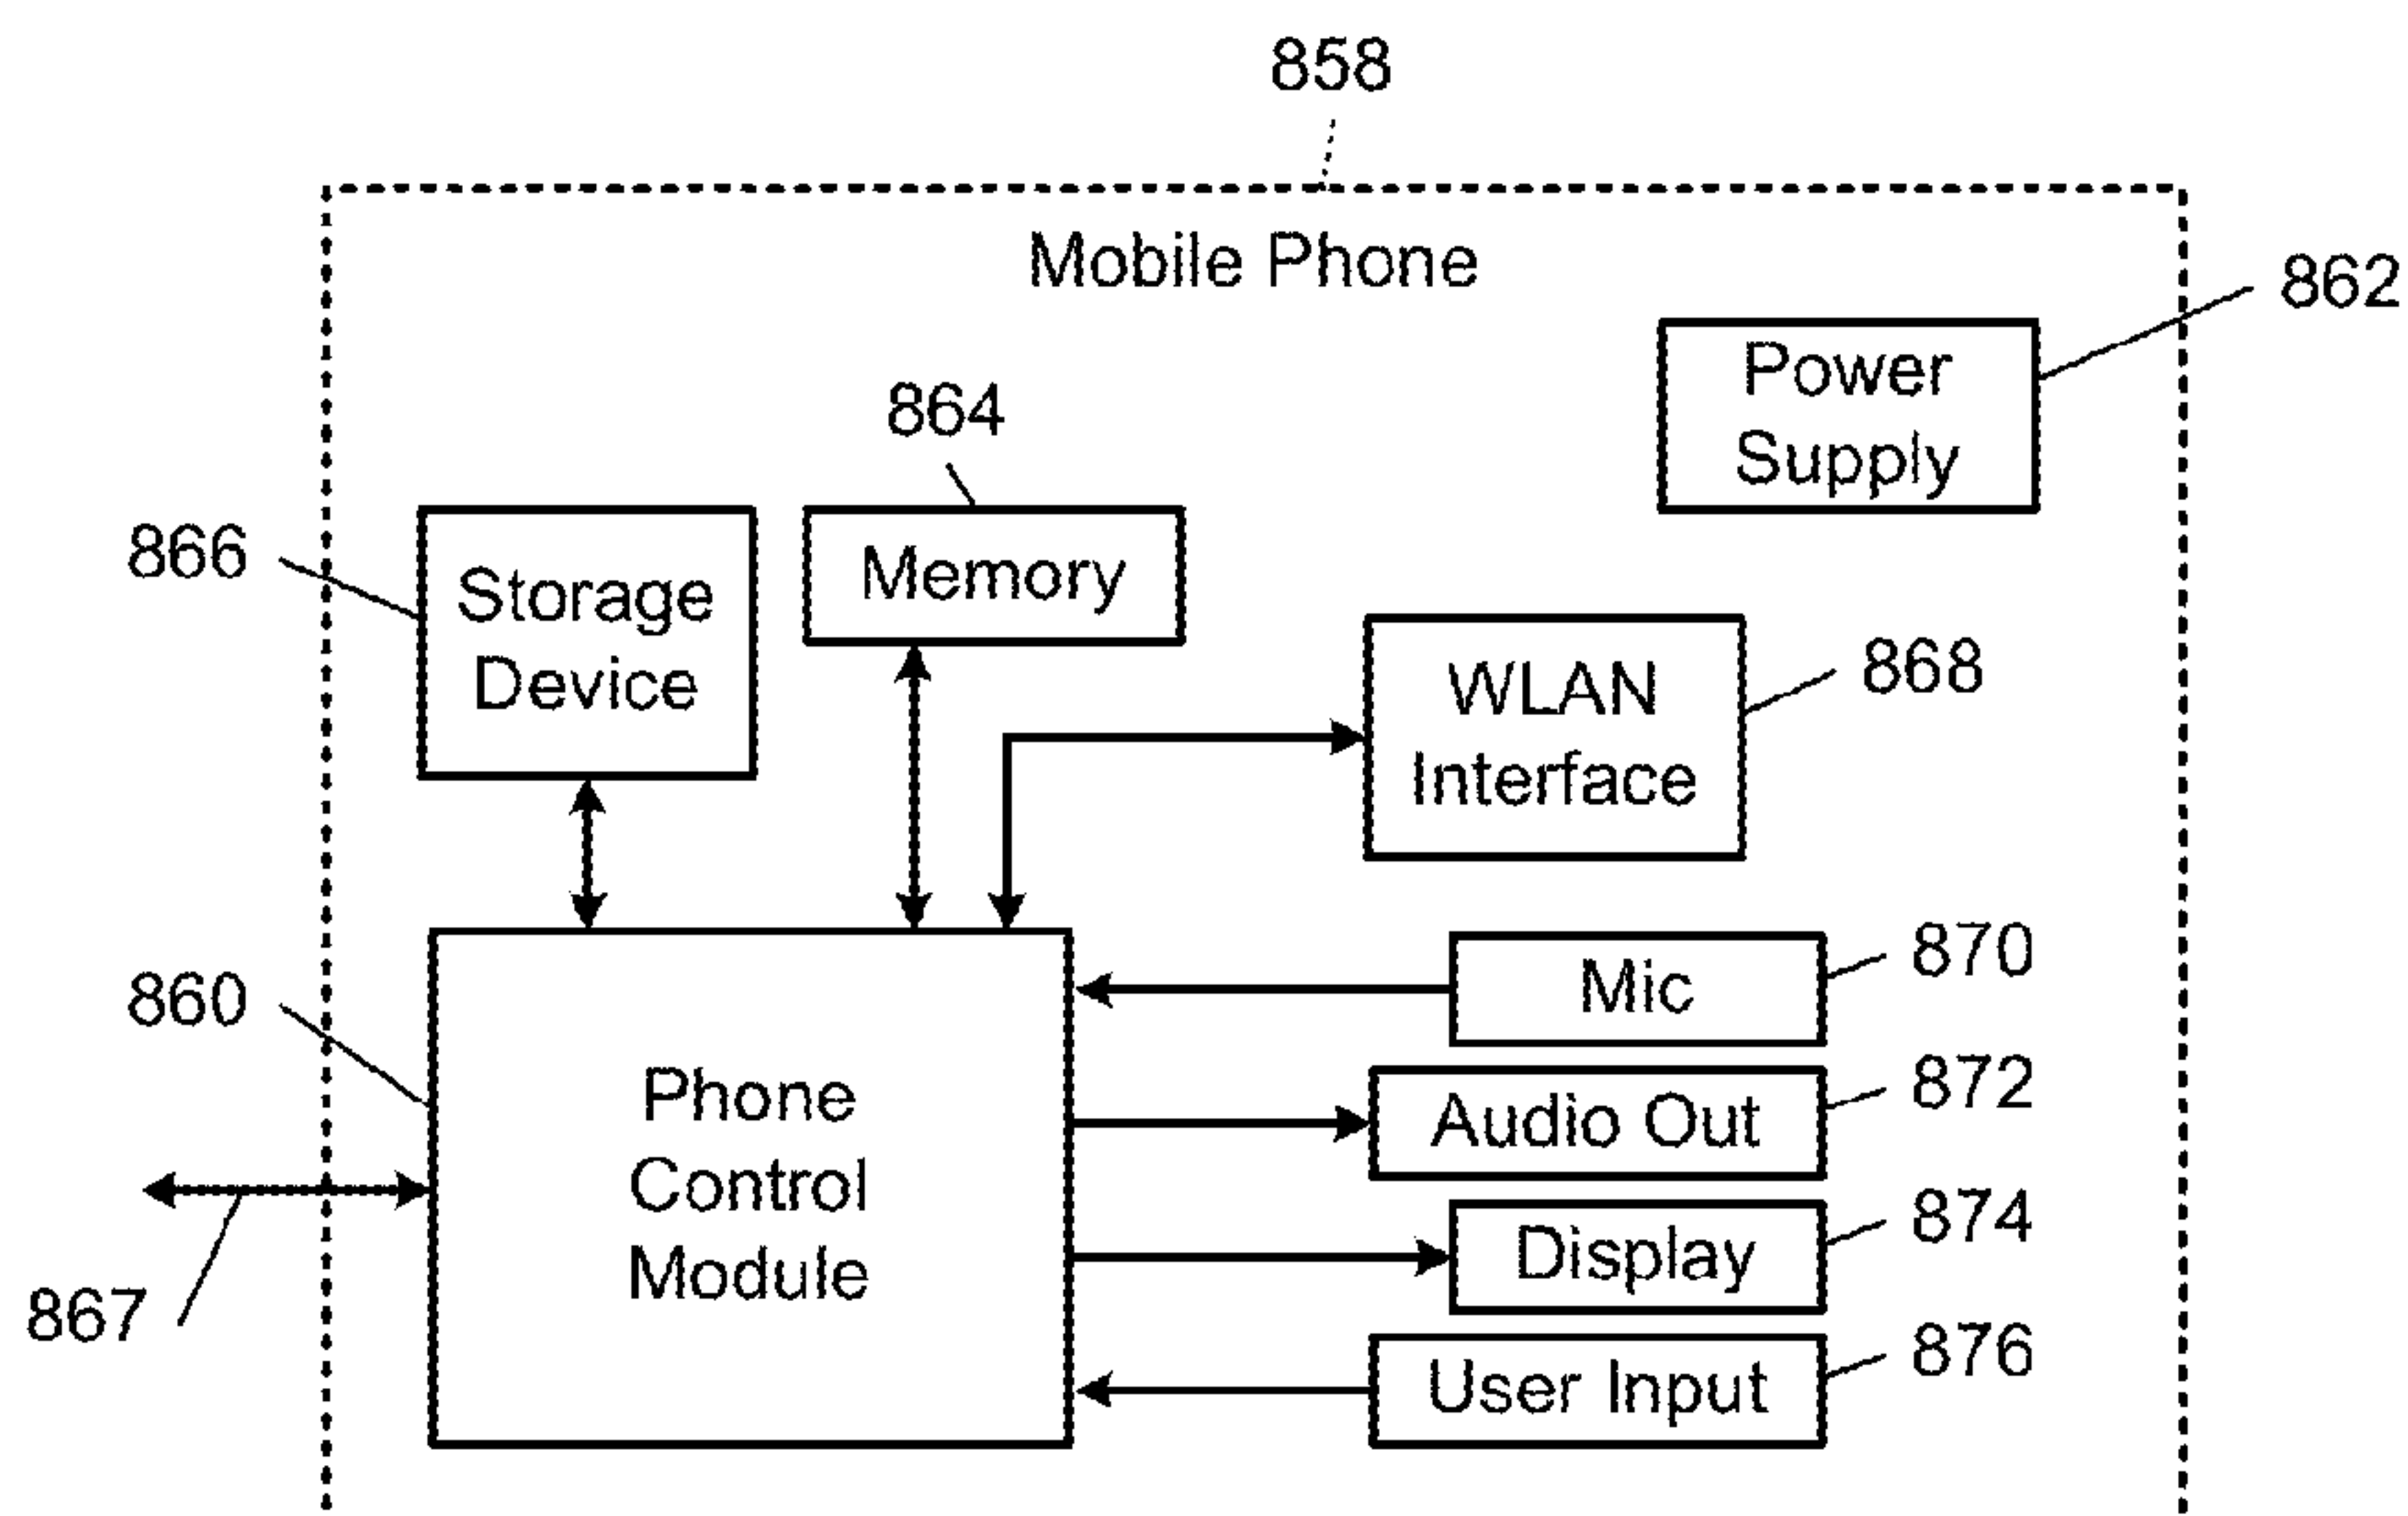 858
Mobile Phone
862
Power
Supply
864
866
Storage
Device
Memory
868
WLAN
Interface
870
Mic
860
872
Audio Out
Phone
Control
Module
874
Display
867
876
User Input